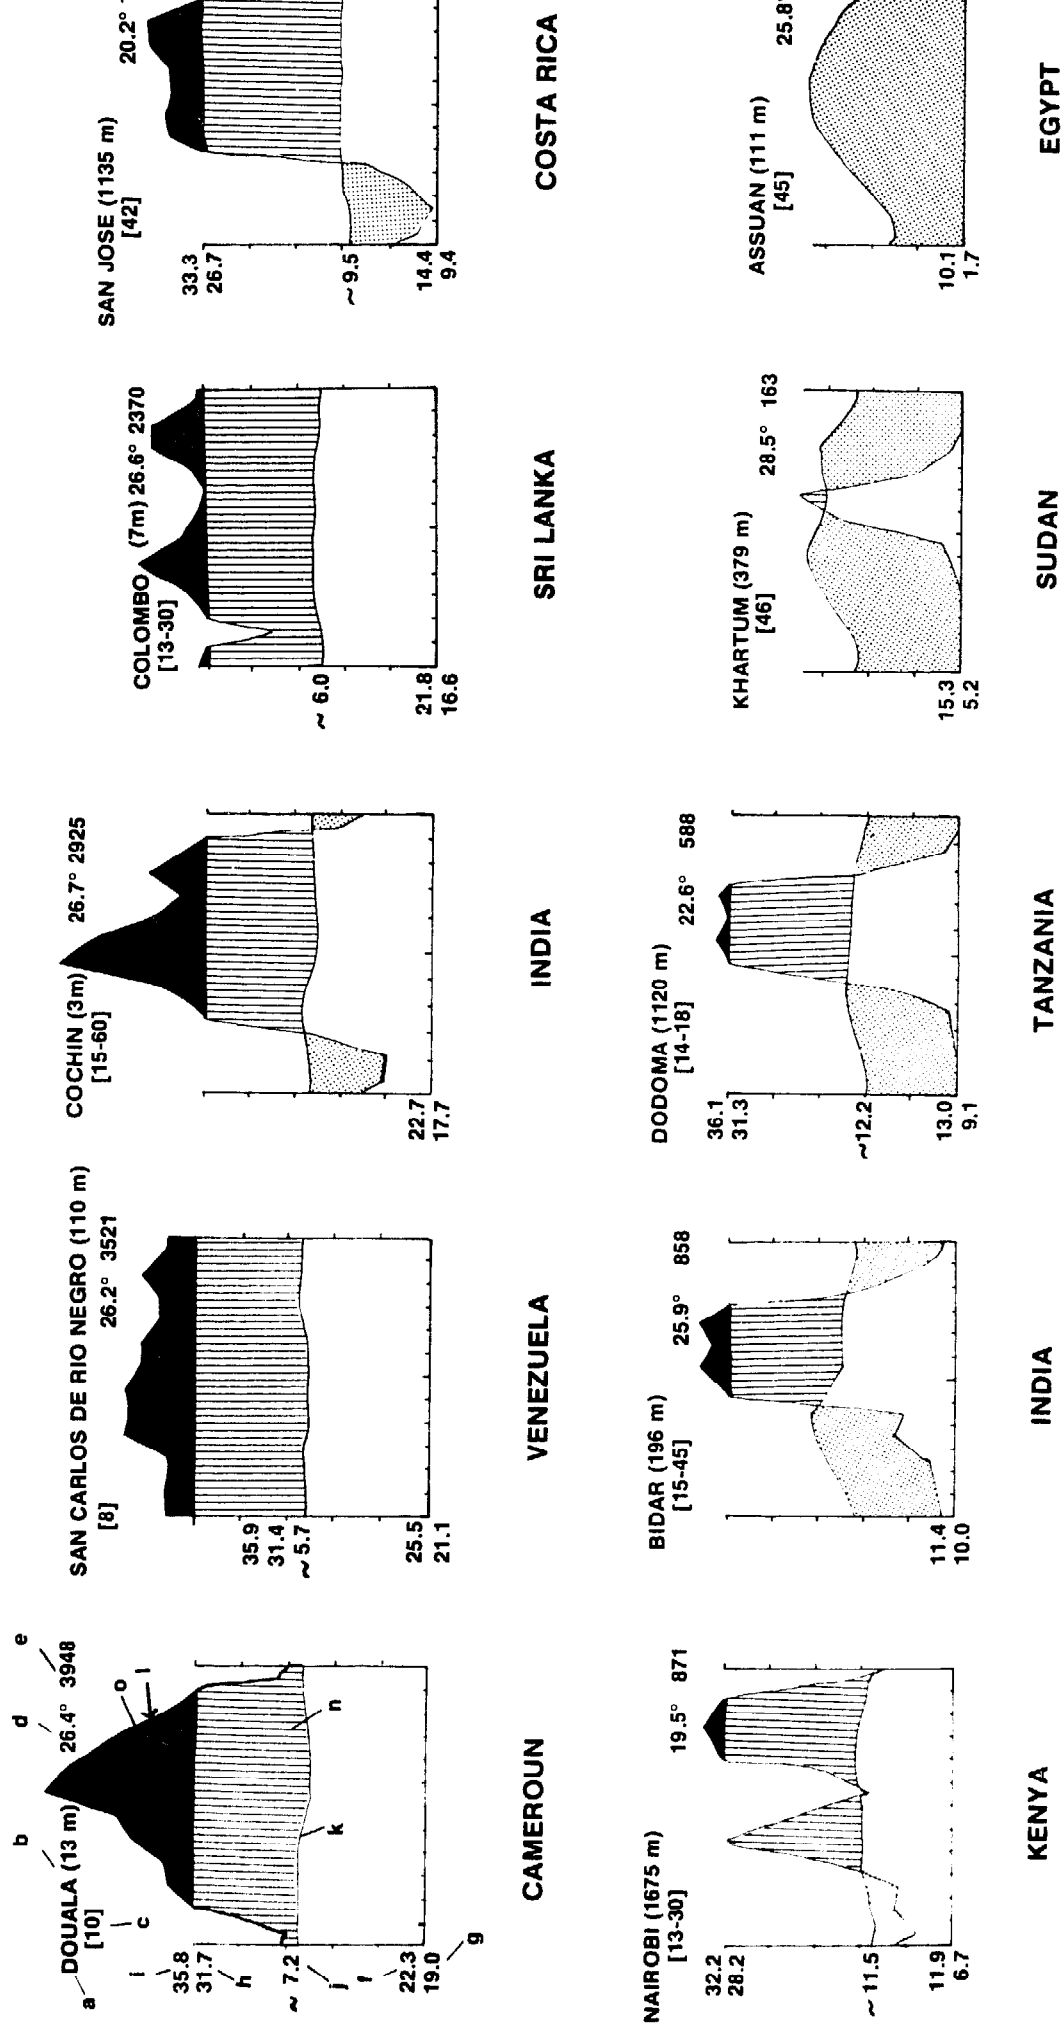 a
DOUALA (13 m)
b
[10]
c
d
26.4° 3948
e
i
35.8
31.7
h
~ 7.2
j
f
22.3
19.0
g
o
l
n
k
CAMEROUN
SAN CARLOS DE RIO NEGRO (110 m)
[8]
26.2° 3521
35.9
31.4
~ 5.7
25.5
21.1
VENEZUELA
COCHIN (3m)
[15-60]
26.7° 2925
22.7
17.7
INDIA
COLOMBO (7m) 26.6° 2370
[13-30]
~ 6.0
21.8
16.6
SRI LANKA
SAN JOSE (1135 m)
[42]
20.2°
33.3
26.7
~ 9.5
14.4
9.4
COSTA RICA
NAIROBI (1675 m)
[13-30]
19.5° 871
32.2
28.2
~ 11.5
11.9
6.7
KENYA
BIDAR (196 m)
[15-45]
25.9° 858
11.4
10.0
INDIA
DODOMA (1120 m)
[14-18]
22.6° 588
36.1
31.3
~12.2
13.0
9.1
TANZANIA
KHARTUM (379 m)
[46]
28.5° 163
15.3
5.2
SUDAN
ASSUAN (111 m)
[45]
25.8°
10.1
1.7
EGYPT